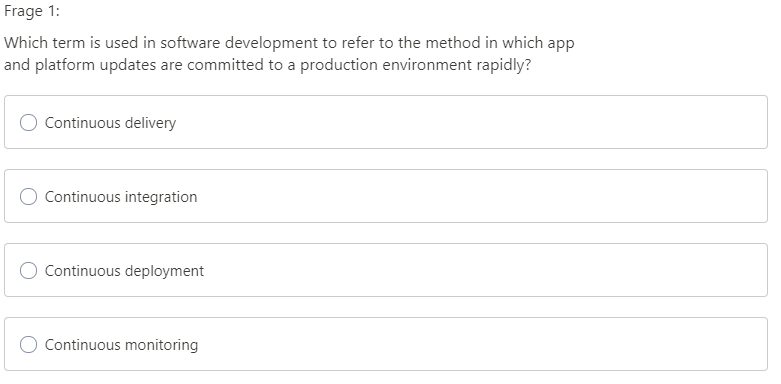 Frage 1:
Which term is used in software development to refer to the method in which app
and platform updates are committed to a production environment rapidly?
Continuous delivery
Continuous integration
Continuous deployment
Continuous monitoring